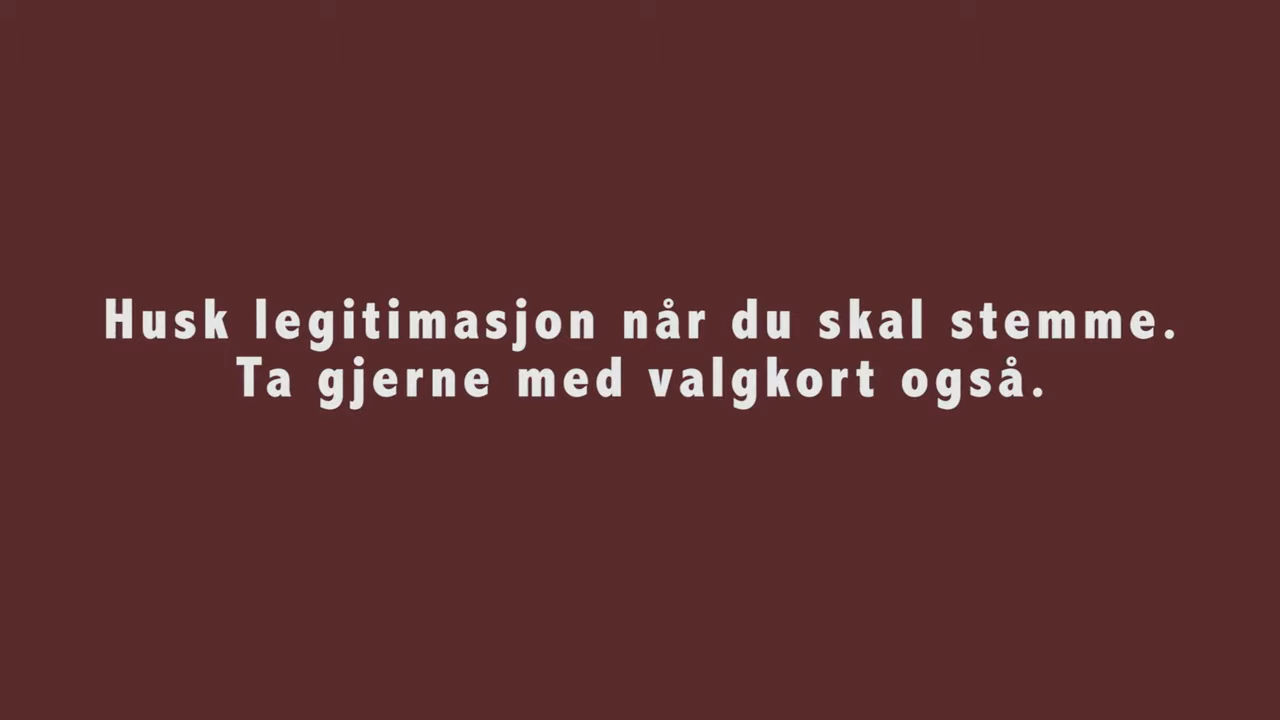 Husk legitimasjon når du skal stemme.
Ta gjerne med valgkort også.